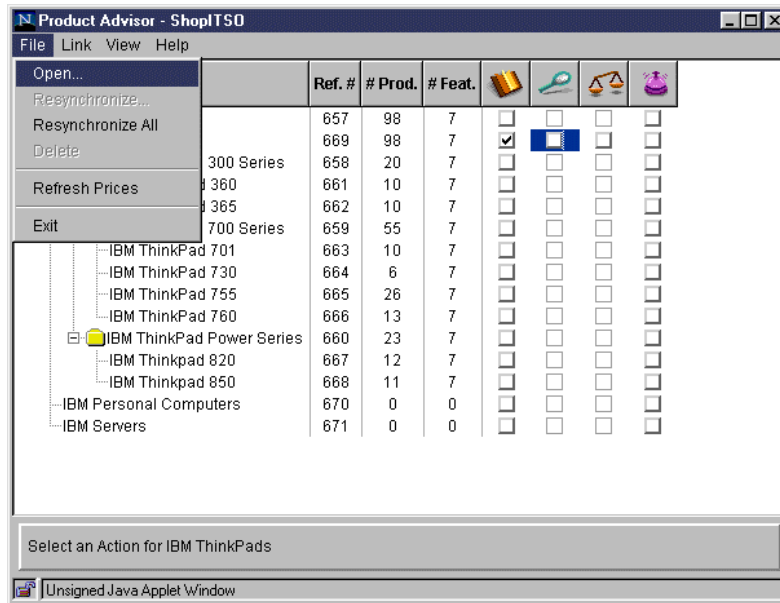 Product Advisor - ShopITSO
File Link View Help
Open...
Resynchronize...
Resynchronize All
Delete
Refresh Prices
Exit
Ref. # # Prod. # Feat.
657 98 7
669 98 7
300 Series 658 20 7
360 661 10 7
365 662 10 7
700 Series 659 55 7
IBM ThinkPad 701 663 10 7
IBM ThinkPad 730 664 6 7
IBM ThinkPad 755 665 26 7
IBM ThinkPad 760 666 13 7
IBM ThinkPad Power Series 660 23 7
IBM Thinkpad 820 667 12 7
IBM Thinkpad 850 668 11 7
IBM Personal Computers 670 0 0
IBM Servers 671 0 0
Select an Action for IBM ThinkPads
Unsigned Java Applet Window